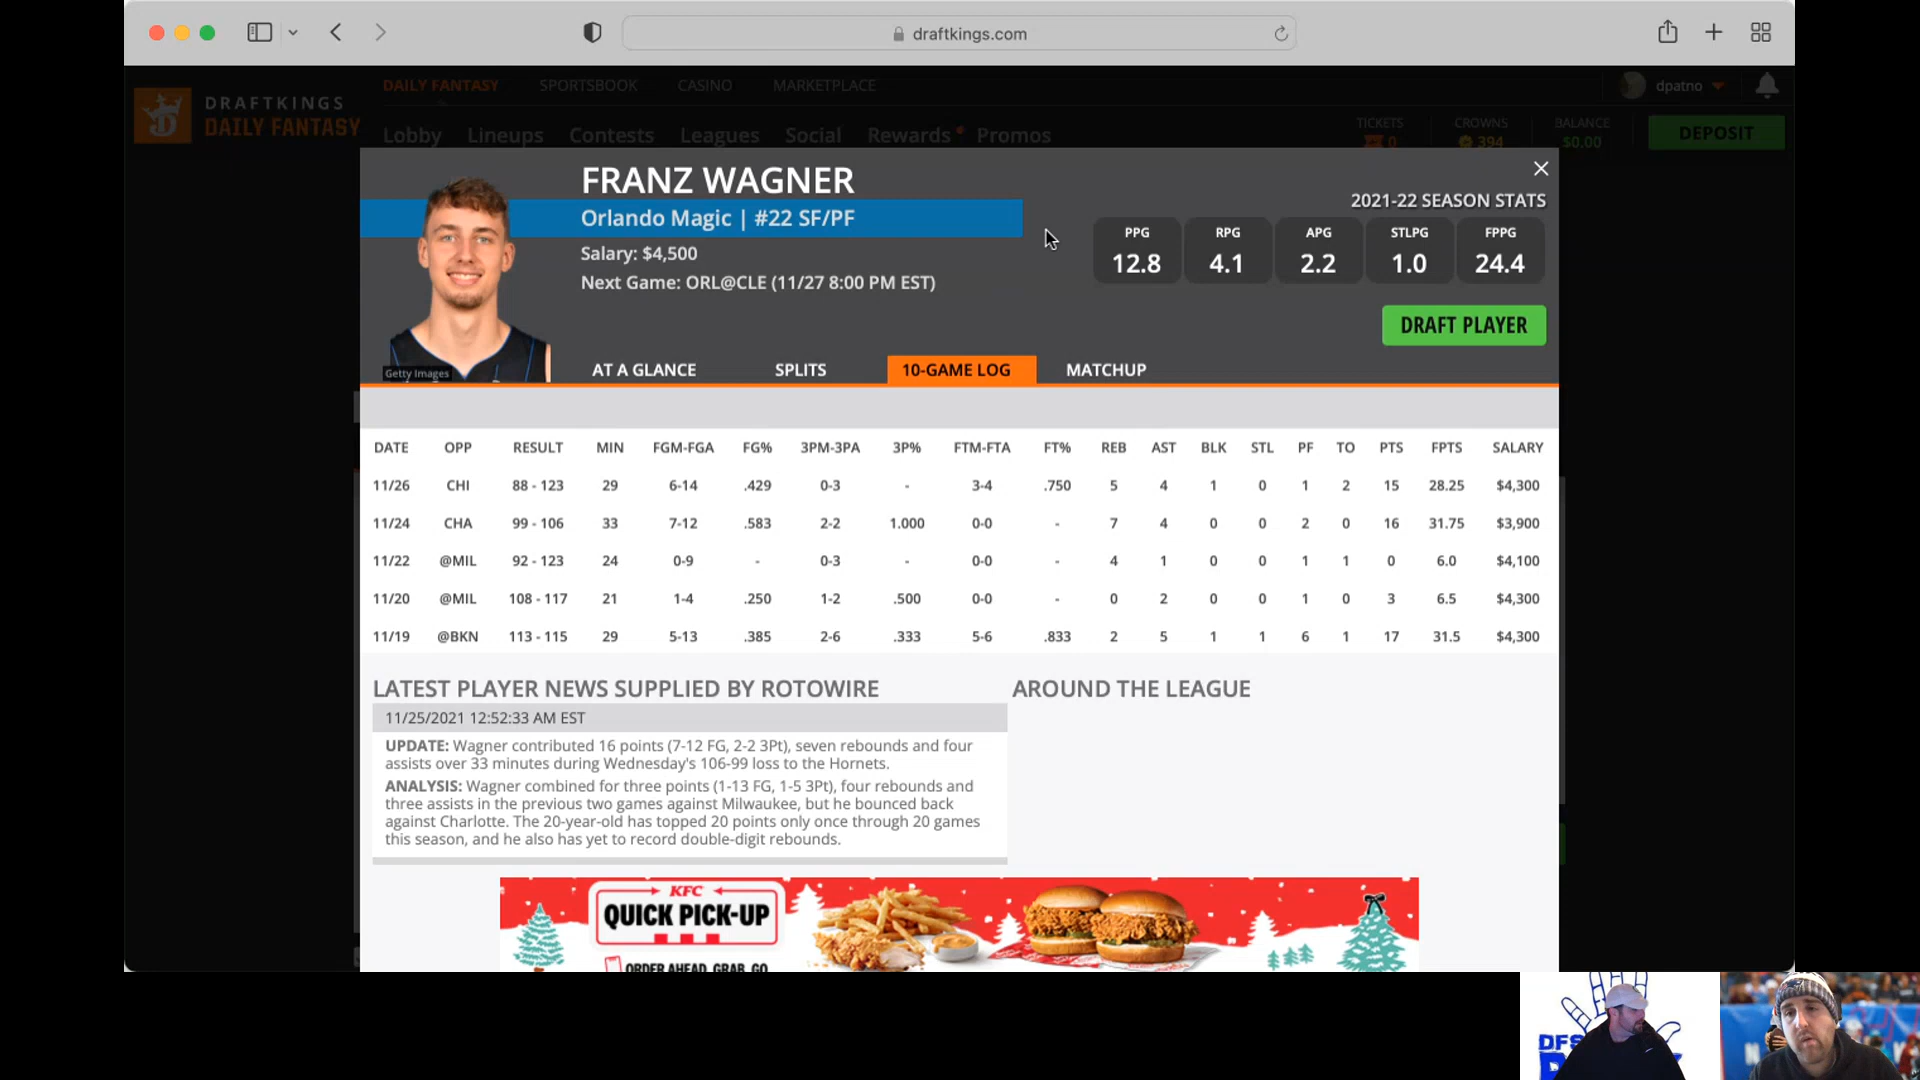 draftkings.com
DRAFTKINGS
DAILY FANTASY
DAILY FANTASY SPORTSBOOK CASINO MARKETPLACE
dpatno
Lobby Lineups Contests Leagues Social Rewards Promos
TICKETS CROWNS BALANCE
0 394 $0.00
DEPOSIT
FRANZ WAGNER
Orlando Magic | #22 SF/PF
Salary: $4,500
Next Game: ORL@CLE (11/27 8:00 PM EST)
Getty Images
2021-22 SEASON STATS
PPG RPG APG STLPG FPPG
12.8 4.1 2.2 1.0 24.4
DRAFT PLAYER
AT A GLANCE SPLITS 10-GAME LOG MATCHUP
DATE OPP RESULT MIN FGM-FGA FG% 3PM-3PA 3P% FTM-FTA FT% REB AST BLK STL PF TO PTS FPTS SALARY
11/26 CHI 88 - 123 29 6-14 .429 0-3 - 3-4 .750 5 4 1 0 1 2 15 28.25 $4,300
11/24 CHA 99 - 106 33 7-12 .583 2-2 1.000 0-0 - 7 4 0 0 2 0 16 31.75 $3,900
11/22 @MIL 92 - 123 24 0-9 - 0-3 - 0-0 - 4 1 0 0 1 1 0 6.0 $4,100
11/20 @MIL 108 - 117 21 1-4 .250 1-2 .500 0-0 - 0 2 0 0 1 0 3 6.5 $4,300
11/19 @BKN 113 - 115 29 5-13 .385 2-6 .333 5-6 .833 2 5 1 1 6 1 17 31.5 $4,300
LATEST PLAYER NEWS SUPPLIED BY ROTOWIRE
11/25/2021 12:52:33 AM EST
UPDATE: Wagner contributed 16 points (7-12 FG, 2-2 3Pt), seven rebounds and four
assists over 33 minutes during Wednesday's 106-99 loss to the Hornets.
ANALYSIS: Wagner combined for three points (1-13 FG, 1-5 3Pt), four rebounds and
three assists in the previous two games against Milwaukee, but he bounced back
against Charlotte. The 20-year-old has topped 20 points only once through 20 games
this season, and he also has yet to record double-digit rebounds.
AROUND THE LEAGUE
KFC
QUICK PICK-UP
ORDER AHEAD, GRAB, GO
DFS